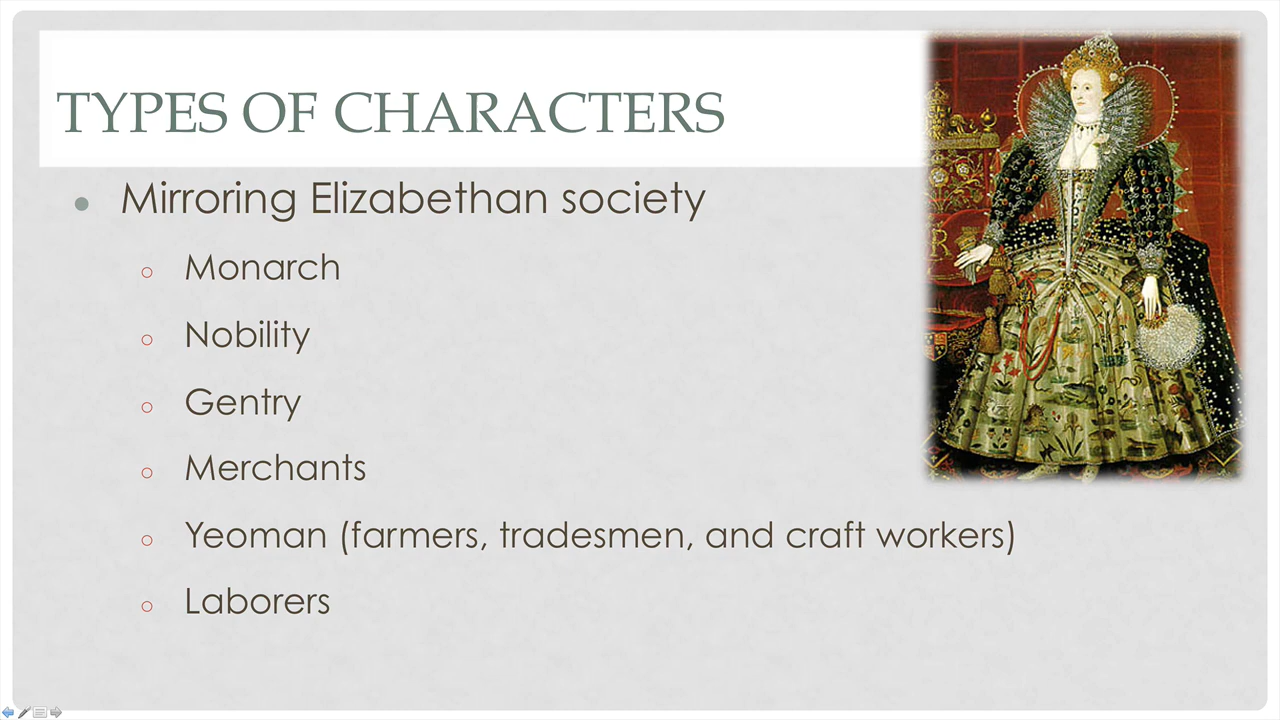 TYPES OF CHARACTERS
Mirroring Elizabethan society
Monarch
Nobility
Gentry
Merchants
Yeoman (farmers, tradesmen, and craft workers)
Laborers